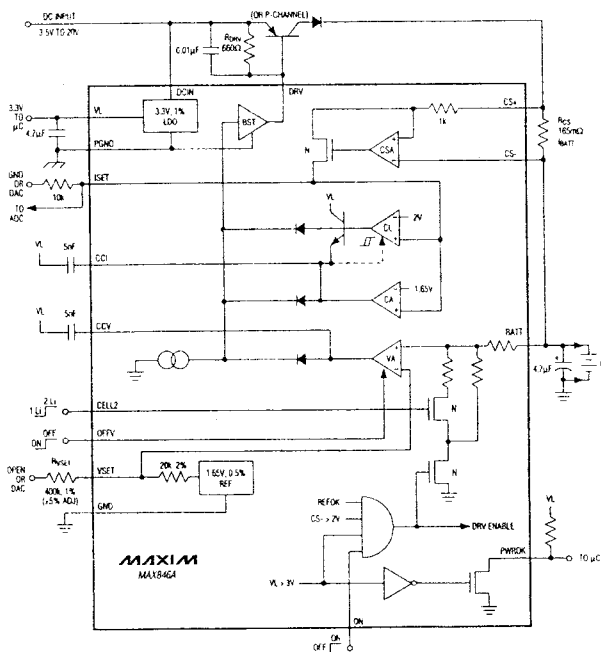 DC INPUT
3.5V TO 20V
(OR P-CHANNEL)
0.01µF
RDRV
660Ω
DCIN
DRV
3.3V
TO
µC
VL
4.7µF
3.3V, 1%
LDO
BST
PGND
1k
CS+
CSA
N
CS-
RCS
165mΩ
IBATT
GND
OR
DAC
10k
ISET
TO
ADC
VL
CL
2V
VL
5nF
CCI
CA
1.65V
VL
5nF
CCV
VA
BATT
4.7µF
1 Li
2 Li
CELL2
N
ON
OFF
OFFV
OPEN
OR
DAC
RVSET
400k, 1%
(±5% ADJ)
VSET
20k, 2%
1.65V, 0.5%
REF
N
GND
REFOK
CS- > 2V
DRV ENABLE
VL
PWROK
TO µC
MAXIM
MAX846A
VL > 3V
ON
OFF
ON